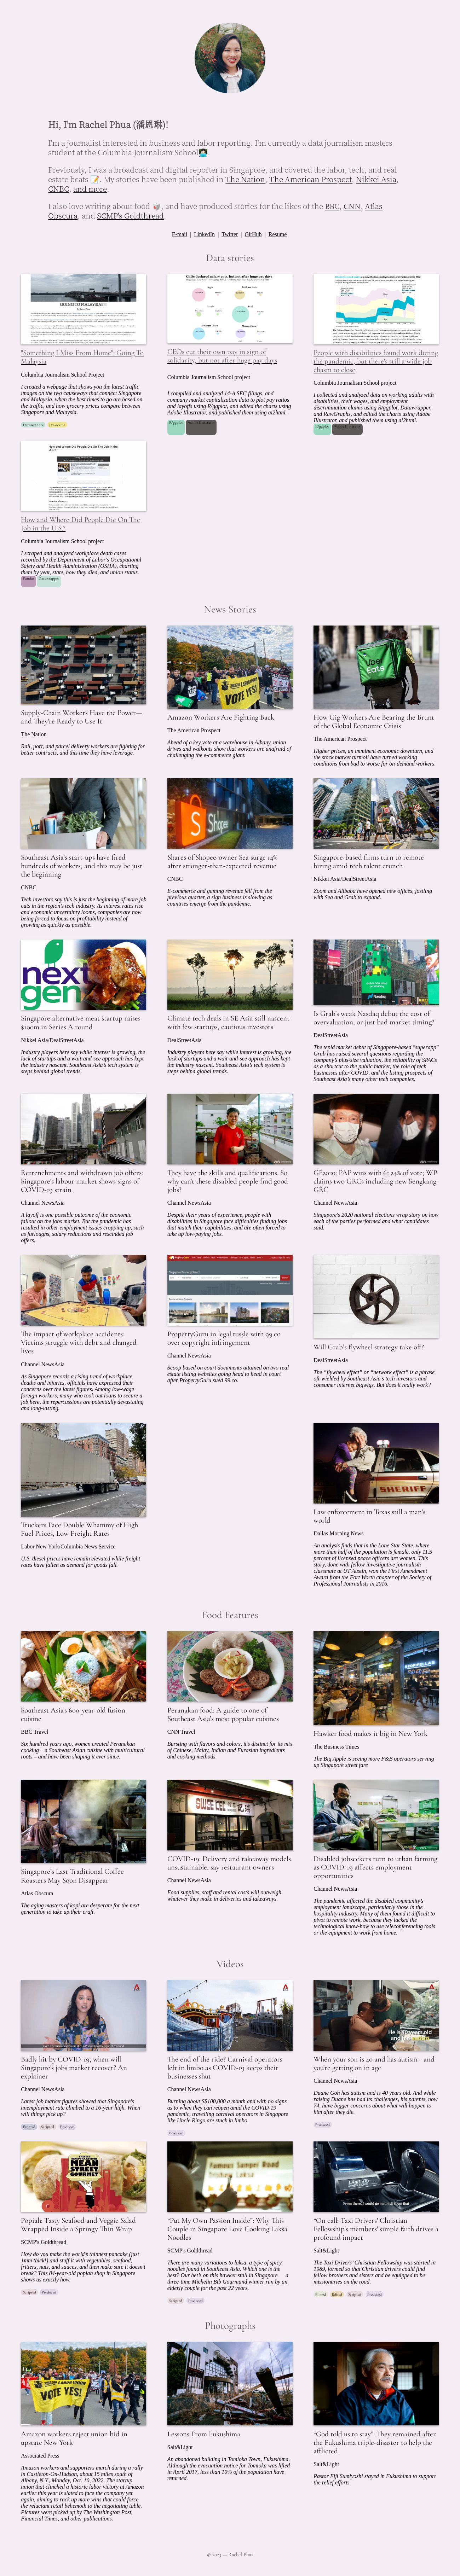 Hi, I'm Rachel Phua (潘恩琳)!
I'm a journalist interested in business and labor reporting. I'm currently a data journalism masters
student at the Columbia Journalism School👩🏻‍💻.
Previously, I was a broadcast and digital reporter in Singapore, and covered the labor, tech, and real
estate beats 📝. My stories have been published in The Nation, The American Prospect, Nikkei Asia,
CNBC, and more.
I also love writing about food 🥡, and have produced stories for the likes of the BBC, CNN, Atlas
Obscura, and SCMP's Goldthread.
E-mail | LinkedIn | Twitter | GitHub | Resume
Data stories
"Something I Miss From Home": Going To
Malaysia
Columbia Journalism School Project
I created a webpage that shows you the latest traffic
images on the two causeways that connect Singapore
and Malaysia, when are the best times to go based on
the traffic, and how grocery prices compare between
Singapore and Malaysia.
Datawrapper Javascript
CEOs cut their own pay in sign of
solidarity, but not after huge pay days
Columbia Journalism School project
I compiled and analyzed 14-A SEC filings, and
company market capitalization data to plot pay ratios
and layoffs using R/ggplot, and edited the charts using
Adobe Illustrator, and published them using ai2html.
R/ggplot
People with disabilities found work during
the pandemic, but there's still a wide job
chasm to close
Columbia Journalism School project
I collected and analyzed data on working adults with
disabilities, their wages, and employment
discrimination claims using R/ggplot, Datawrapper,
and RawGraphs, and edited the charts using Adobe
Illustrator, and published them using ai2html.
R/ggplot
GOING TO MALAYSIA
How and Where Did People Die On The
Job in the U.S.?
Columbia Journalism School project
I scraped and analyzed workplace death cases
recorded by the Department of Labor's Occupational
Safety and Health Administration (OSHA), charting
them by year, state, how they died, and union status.
Pandas Datawrapper
News Stories
Supply-Chain Workers Have the Power—
and They're Ready to Use It
The Nation
Rail, port, and parcel delivery workers are fighting for
better contracts, and this time they have leverage.
Amazon Workers Are Fighting Back
The American Prospect
Ahead of a key vote at a warehouse in Albany, union
drives and walkouts show that workers are unafraid of
challenging the e-commerce giant.
How Gig Workers Are Bearing the Brunt
of the Global Economic Crisis
The American Prospect
Higher prices, an imminent economic downturn, and
the stock market turmoil have turned working
conditions from bad to worse for on-demand workers.
Southeast Asia's start-ups have fired
hundreds of workers, and this may be just
the beginning
CNBC
Tech investors say this is just the beginning of more job
cuts in the region's tech industry. As interest rates rise
and economic uncertainty looms, companies are now
being forced to focus on profitability instead of
growing as quickly as possible.
Shares of Shopee-owner Sea surge 14%
after stronger-than-expected revenue
CNBC
E-commerce and gaming revenue fell from the
previous quarter, a sign business is slowing as
countries emerge from the pandemic.
Singapore-based firms turn to remote
hiring amid tech talent crunch
Nikkei Asia/DealStreetAsia
Zoom and Alibaba have opened new offices, jostling
with Sea and Grab to expand.
Singapore alternative meat startup raises
$100m in Series A round
Nikkei Asia/DealStreetAsia
Industry players here say while interest is growing, the
lack of startups and a wait-and-see approach has kept
the industry nascent. Southeast Asia's tech system is
steps behind global trends.
Climate tech deals in SE Asia still nascent
with few startups, cautious investors
DealStreetAsia
Industry players here say while interest is growing, the
lack of startups and a wait-and-see approach has kept
the industry nascent. Southeast Asia's tech system is
steps behind global trends.
Is Grab's weak Nasdaq debut the cost of
overvaluation, or just bad market timing?
DealStreetAsia
The tepid market debut of Singapore-based "superapp"
Grab has raised several questions regarding the
company's plus-size valuation, the reliability of SPACs
as a shortcut to the public market, the role of tech
businesses after COVID, and the listing prospects of
Southeast Asia's many other tech companies.
Retrenchments and withdrawn job offers:
Singapore's labour market shows signs of
COVID-19 strain
Channel NewsAsia
A layoff is one possible outcome of the economic
fallout on the jobs market. But the pandemic has
resulted in other employment issues cropping up, such
as furloughs, salary reductions and rescinded job
offers.
They have the skills and qualifications. So
why can't these disabled people find good
jobs?
Channel NewsAsia
Despite their years of experience, people with
disabilities in Singapore face difficulties finding jobs
that match their capabilities, and are often forced to
take up low-paying jobs.
GE2020: PAP wins with 61.24% of vote; WP
claims two GRCs including new Sengkang
GRC
Channel NewsAsia
Singapore's 2020 national elections wrap story on how
each of the parties performed and what candidates
said.
The impact of workplace accidents:
Victims struggle with debt and changed
lives
Channel NewsAsia
As Singapore records a rising trend of workplace
deaths and injuries, officials have expressed their
concerns over the latest figures. Among low-wage
foreign workers, many who took out loans to secure a
job here, the repercussions are potentially devastating
and long-lasting.
PropertyGuru in legal tussle with 99.co
over copyright infringement
Channel NewsAsia
Scoop based on court documents attained on two real
estate listing websites going head to head in court
after PropertyGuru sued 99.co.
Will Grab's flywheel strategy take off?
DealStreetAsia
The "flywheel effect" or "network effect" is a phrase
oft-wielded by Southeast Asia's tech investors and
consumer internet bigwigs. But does it really work?
Truckers Face Double Whammy of High
Fuel Prices, Low Freight Rates
Labor New York/Columbia News Service
U.S. diesel prices have remain elevated while freight
rates have fallen as demand for goods fall.
Law enforcement in Texas still a man's
world
Dallas Morning News
An analysis finds that in the Lone Star State, where
more than half of the population is female, only 11.5
percent of licensed peace officers are women. This
story, done with fellow investigative journalism
classmate at UT Austin, won the First Amendment
Award from the Fort Worth chapter of the Society of
Professional Journalists in 2016.
Food Features
Southeast Asia's 600-year-old fusion
cuisine
BBC Travel
Six hundred years ago, women created Peranakan
cooking – a Southeast Asian cuisine with multicultural
roots – and have been shaping it ever since.
Peranakan food: A guide to one of
Southeast Asia's most popular cuisines
CNN Travel
Bursting with flavors and colors, it's distinct for its mix
of Chinese, Malay, Indian and Eurasian ingredients
and cooking methods.
Hawker food makes it big in New York
The Business Times
The Big Apple is seeing more F&B operators serving
up Singapore street fare
Singapore's Last Traditional Coffee
Roasters May Soon Disappear
Atlas Obscura
The aging masters of kopi are desperate for the next
generation to take up their craft.
COVID-19: Delivery and takeaway models
unsustainable, say restaurant owners
Channel NewsAsia
Food supplies, staff and rental costs will outweigh
whatever they make in deliveries and takeaways.
Disabled jobseekers turn to urban farming
as COVID-19 affects employment
opportunities
Channel NewsAsia
The pandemic affected the disabled community's
employment landscape, particularly those in the
hospitality industry. Many of them found it difficult to
pivot to remote work, because they lacked the
technological know-how to use teleconferencing tools
or the equipment to work from home.
Videos
Badly hit by COVID-19, when will
Singapore's jobs market recover? An
explainer
Channel NewsAsia
Latest job market figures showed that Singapore's
unemployment rate climbed to a 16-year high. When
will things pick up?
Fronted Scripted Produced
The end of the ride? Carnival operators
left in limbo as COVID-19 keeps their
businesses shut
Channel NewsAsia
Burning about S$100,000 a month and with no signs
as to when they can reopen amid the COVID-19
pandemic, travelling carnival operators in Singapore
like Uncle Ringo are stuck in limbo.
Produced
When your son is 40 and has autism - and
you're getting on in age
Channel NewsAsia
Duane Goh has autism and is 40 years old. And while
raising Duane has had its challenges, his parents, now
74, have bigger concerns about what will happen to
him after they die.
Produced
Popiah: Tasty Seafood and Veggie Salad
Wrapped Inside a Springy Thin Wrap
SCMP's Goldthread
How do you make the world's thinnest pancake (just
1mm thick!) and stuff it with vegetables, seafood,
fritters, nuts, and sauces, and then make sure it doesn't
break? This 84-year-old popiah shop in Singapore
shows us exactly how.
Scripted Produced
"Put My Own Passion Inside": Why This
Couple in Singapore Love Cooking Laksa
Noodles
SCMP's Goldthread
There are many variations to laksa, a type of spicy
noodles found in Southeast Asia. Which one is the
best? Our bet's on this hawker stall in Singapore — a
three-time Michelin Bib Gourmand winner run by an
elderly couple for the past 22 years.
Scripted Produced
"On call: Taxi Drivers' Christian
Fellowship's members' simple faith drives a
profound impact
Salt&Light
The Taxi Drivers' Christian Fellowship was started in
1989, formed so that Christian drivers could find
fellow brothers and sisters and be equipped to be
missionaries on the road.
Filmed Edited Scripted Produced
Photographs
Amazon workers reject union bid in
upstate New York
Associated Press
Amazon workers and supporters march during a rally
in Castleton-On-Hudson, about 15 miles south of
Albany, N.Y., Monday, Oct. 10, 2022. The startup
union that clinched a historic labor victory at Amazon
earlier this year is slated to face the company yet
again, aiming to rack up more wins that could force
the reluctant retail behemoth to the negotiating table.
Pictures were picked up by The Washington Post,
Financial Times, and other publications.
Lessons From Fukushima
Salt&Light
An abandoned building in Tomioka Town, Fukushima.
Although the evacuation notice for Tomioka was lifted
in April 2017, less than 10% of the population have
returned.
"God told us to stay": They remained after
the Fukushima triple-disaster to help the
afflicted
Salt&Light
Pastor Eiji Sumiyoshi stayed in Fukushima to support
the relief efforts.
© 2023 — Rachel Phua